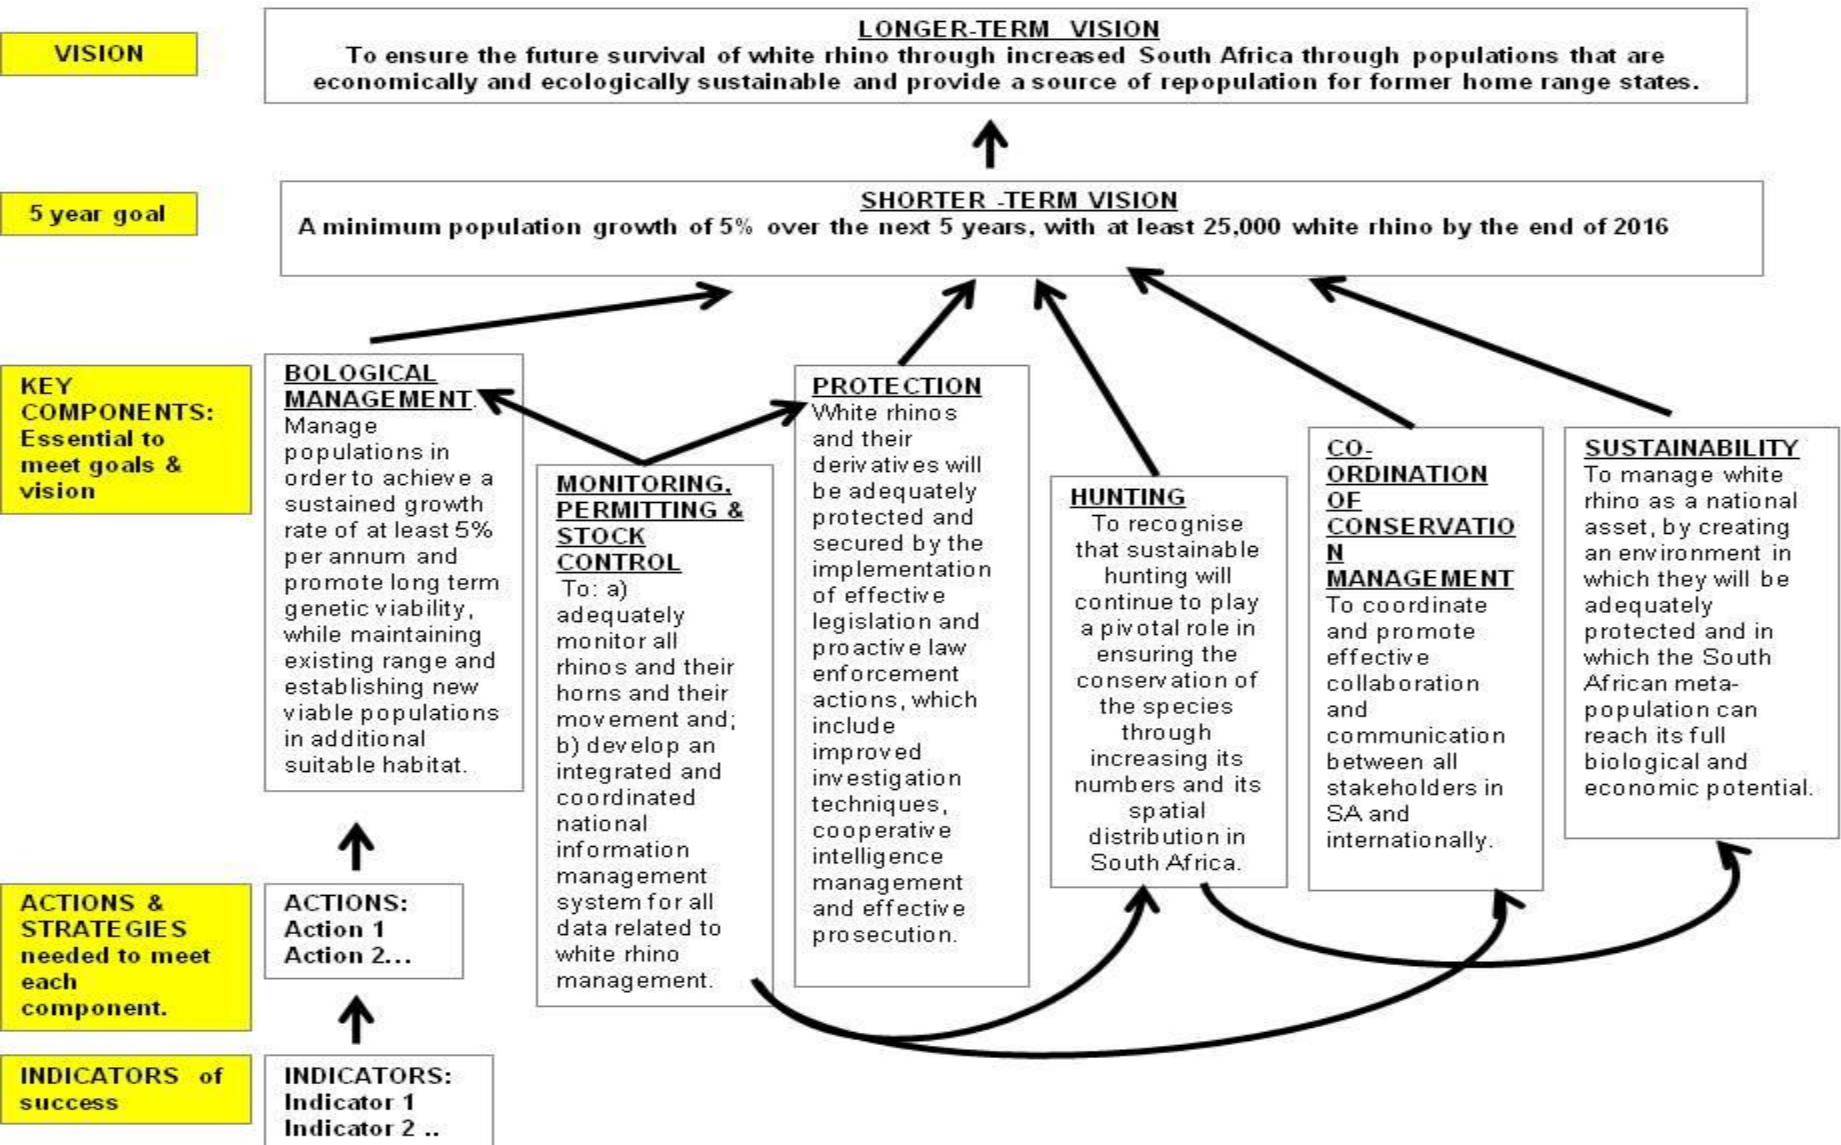 VISION
LONGER-TERM VISION
To ensure the future survival of white rhino through increased South Africa through populations that are
economically and ecologically sustainable and provide a source of repopulation for former home range states.
5 year goal
SHORTER -TERM VISION
A minimum population growth of 5% over the next 5 years, with at least 25,000 white rhino by the end of 2016
KEY
COMPONENTS:
Essential to
meet goals &
vision
BOLOGICAL
MANAGEMENT.
Manage
populations in
order to achieve a
sustained growth
rate of at least 5%
per annum and
promote long term
genetic viability,
while maintaining
existing range and
establishing new
viable populations
in additional
suitable habitat.
MONITORING,
PERMITTING &
STOCK
CONTROL
To: a)
adequately
monitor all
rhinos and their
horns and their
movement and;
b) develop an
integrated and
coordinated
national
information
management
system for all
data related to
white rhino
management.
PROTECTION
White rhinos
and their
derivatives will
be adequately
protected and
secured by the
implementation
of effective
legislation and
proactive law
enforcement
actions, which
include
improved
investigation
techniques,
cooperative
intelligence
management
and effective
prosecution.
HUNTING
To recognise
that sustainable
hunting will
continue to play
a pivotal role in
ensuring the
conservation of
the species
through
increasing its
numbers and its
spatial
distribution in
South Africa.
CO-
ORDINATION
OF
CONSERVATIO
N
MANAGEMENT
To coordinate
and promote
effective
collaboration
and
communication
between all
stakeholders in
SA and
internationally.
SUSTAINABILITY
To manage white
rhino as a national
asset, by creating
an environment in
which they will be
adequately
protected and in
which the South
African meta-
population can
reach its full
biological and
economic potential.
ACTIONS &
STRATEGIES
needed to meet
each
component.
ACTIONS:
Action 1
Action 2...
INDICATORS of
success
INDICATORS:
Indicator 1
Indicator 2 ..